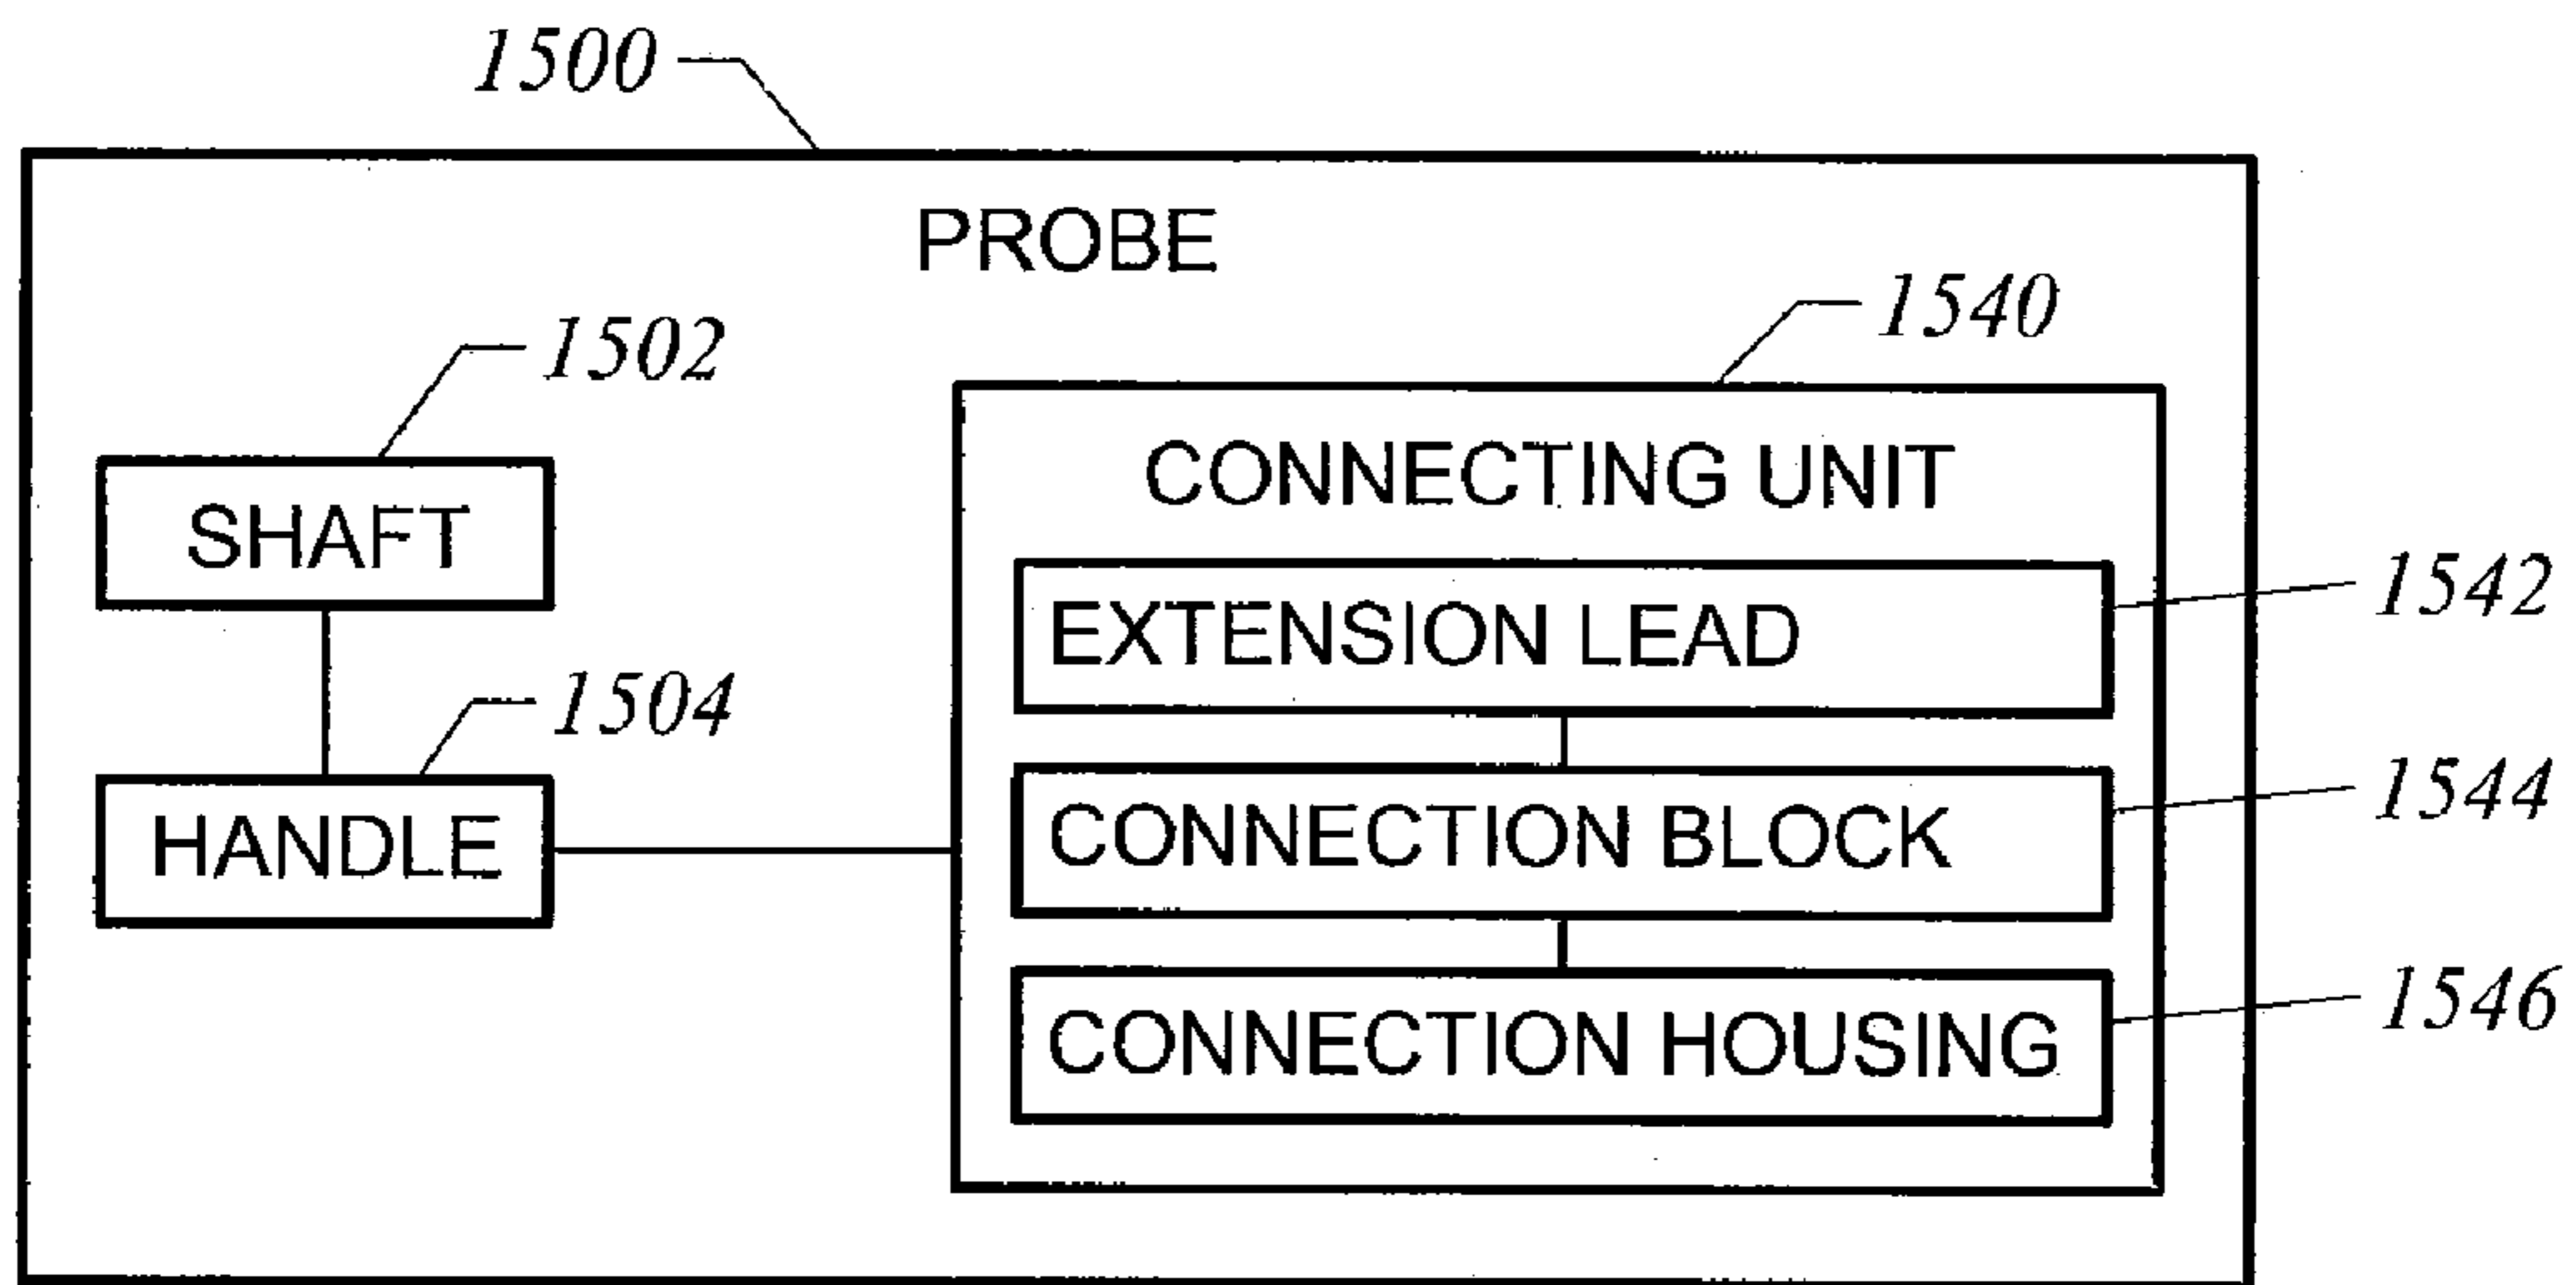 1500
PROBE
1540
1502
CONNECTING UNIT
SHAFT
EXTENSION LEAD
1542
1504
HANDLE
CONNECTION BLOCK
1544
CONNECTION HOUSING
1546